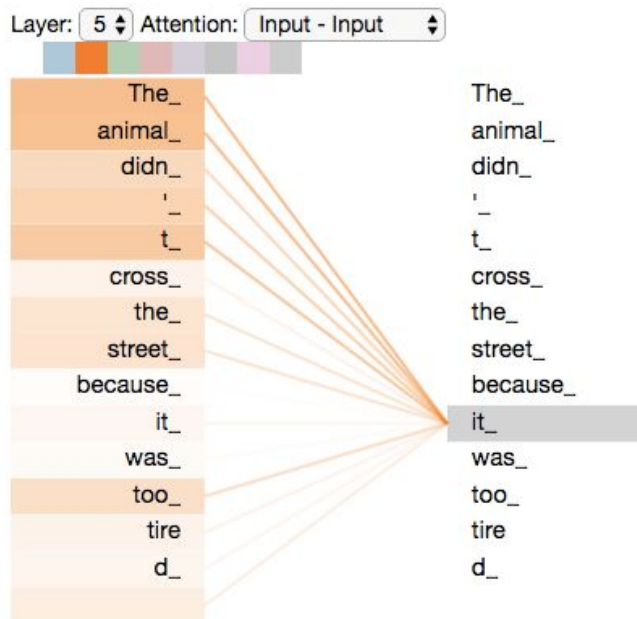 Layer: 5 Attention: Input - Input
The_ The_
animal_ animal_
didn_ didn_
'_ '_
t_ t_
cross_ cross_
the_ the_
street_ street_
because_ because_
it_ it_
was_ was_
too_ too_
tire tire
d_ d_